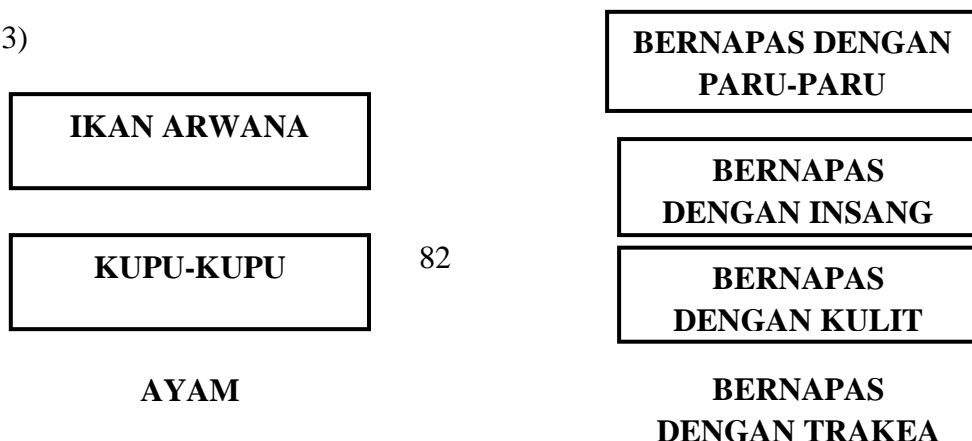 3)
IKAN ARWANA
KUPU-KUPU
AYAM
82
BERNAPAS DENGAN
PARU-PARU
BERNAPAS
DENGAN INSANG
BERNAPAS
DENGAN KULIT
BERNAPAS
DENGAN TRAKEA